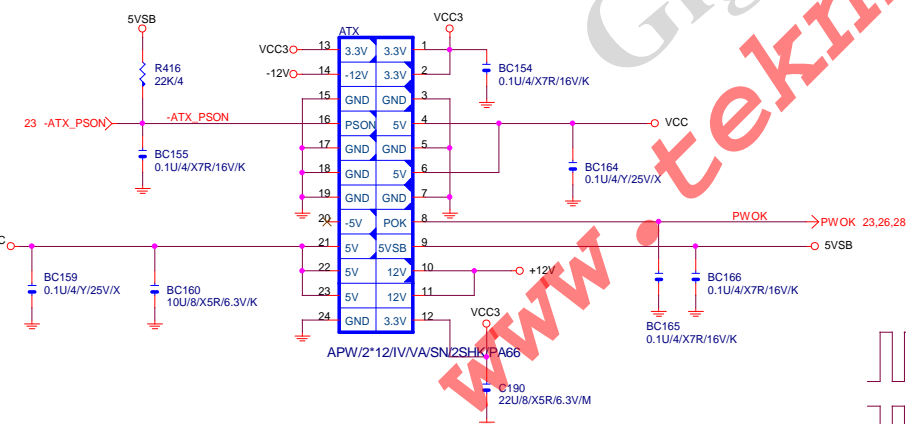 5VSB
VCC3
ATX
VCC3
13
3.3V
3.3V
1
R416
22K/4
-12V
14
-12V
3.3V
2
BC154
0.1U/4/X7R/16V/K
15
GND
GND
3
23 -ATX_PSON
-ATX_PSON
16
PSON
5V
4
VCC
17
GND
GND
5
BC155
0.1U/4/X7R/16V/K
18
GND
5V
6
BC164
0.1U/4/Y/25V/X
19
GND
GND
7
20
-5V
POK
8
PWOK
PWOK 23,26,28
21
5V
5VSB
9
5VSB
22
5V
12V
10
+12V
BC159
0.1U/4/Y/25V/X
BC160
10U/8/X5R/6.3V/K
23
5V
12V
11
BC166
0.1U/4/X7R/16V/K
24
GND
3.3V
12
VCC3
BC165
0.1U/4/X7R/16V/K
APW/2*12/IV/VA/SN/2SHK/PA66
C190
22U/8/X5R/6.3V/M
www.tekni
Gig